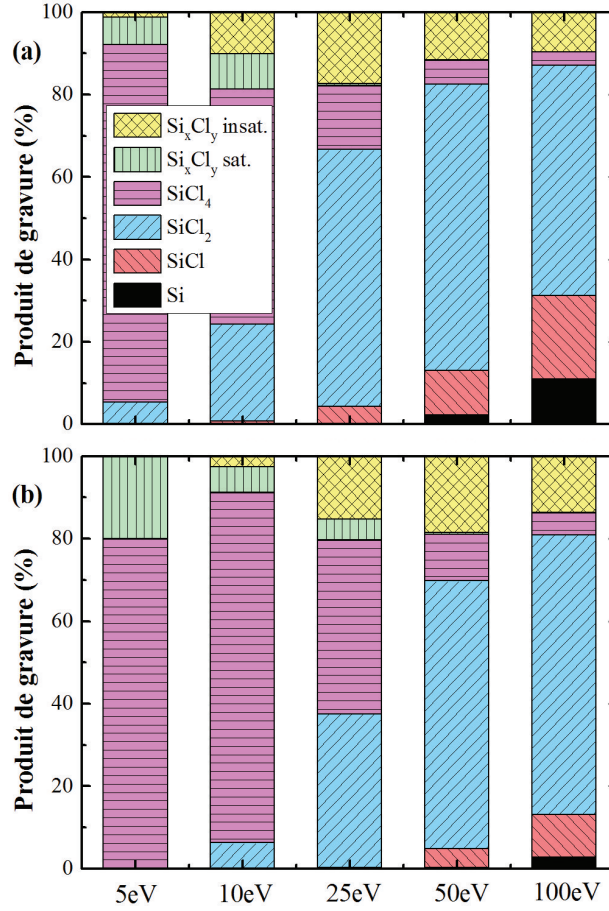 (a)
100
80
60
40
20
0
Produit de gravure (%)
SixCly insat.
SixCly sat.
SiCl4
SiCl2
SiCl
Si
(b)
100
80
60
40
20
0
Produit de gravure (%)
5eV 10eV 25eV 50eV 100eV